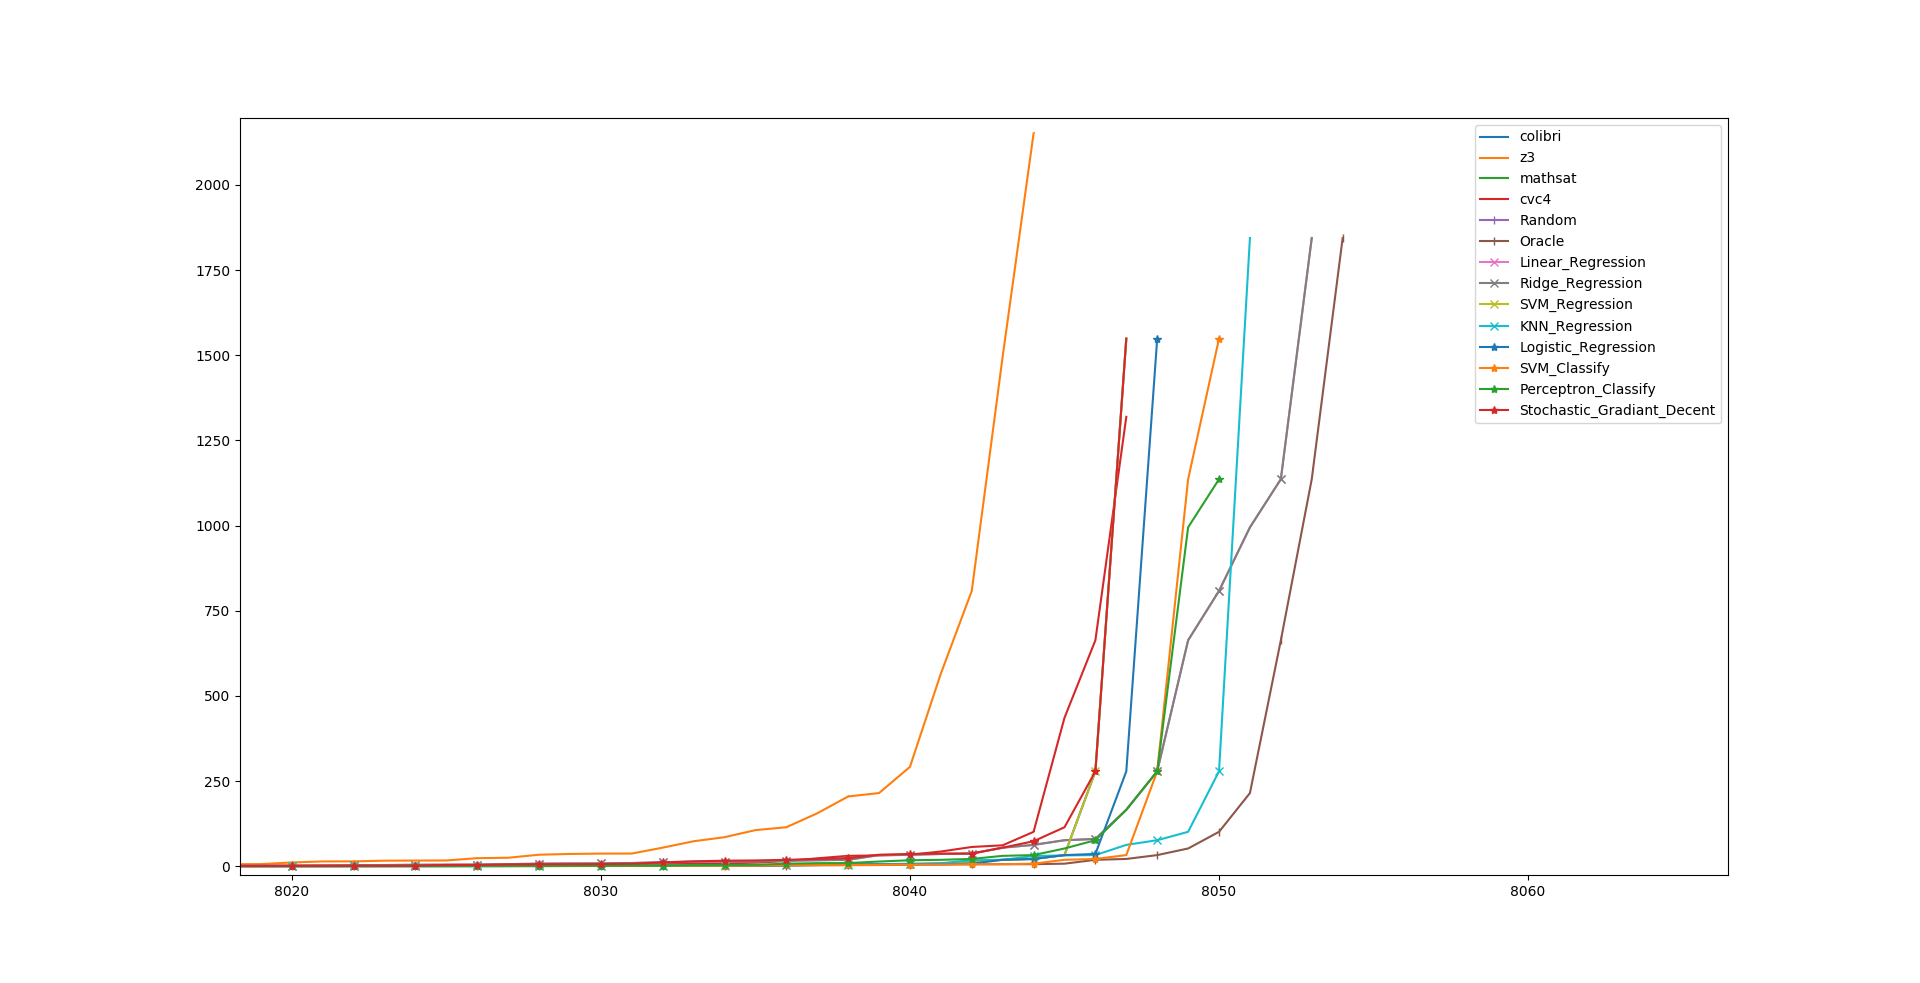 2000
1750
1500
1250
1000
750
500
250
0
8020
8030
8040
8050
8060
colibri
z3
mathsat
cvc4
Random
Oracle
Linear_Regression
Ridge_Regression
SVM_Regression
KNN_Regression
Logistic_Regression
SVM_Classify
Perceptron_Classify
Stochastic_Gradiant_Decent